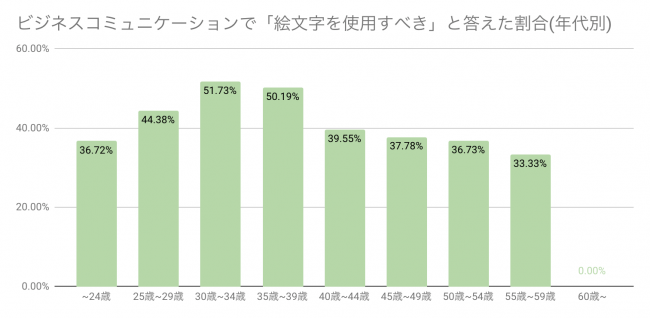 ビジネスコミュニケーションで「絵文字を使用すべき」と答えた割合(年代別)
60.00%
40.00%
20.00%
0.00%
36.72%
44.38%
51.73%
50.19%
39.55%
37.78%
36.73%
33.33%
0.00%
~24歳
25歳~29歳
30歳~34歳
35歳~39歳
40歳~44歳
45歳~49歳
50歳~54歳
55歳~59歳
60歳~